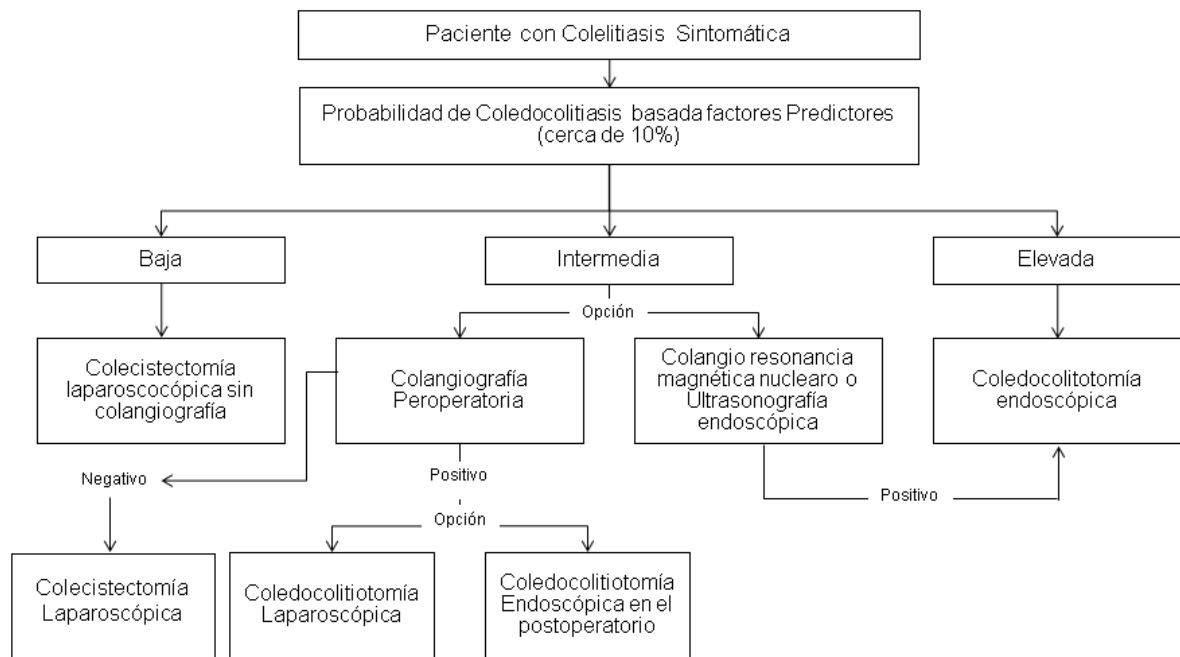 Paciente con Colelitiasis Sintomática
Probabilidad de Coledocolitiasis basada factores Predictores
(cerca de 10%)
Baja
Intermedia
Elevada
Opción
Colecistectomía
laparoscocópica sin
colangiografía
Colangiografía
Peroperatoria
Colangio resonancia
magnética nuclearo o
Ultrasonografía
endoscópica
Coledocolitotomía
endoscópica
Negativo
Positivo
Positivo
Opción
Colecistectomía
Laparoscópica
Coledocolitiotomía
Laparoscópica
Coledocolitiotomía
Endoscópica en el
postoperatorio